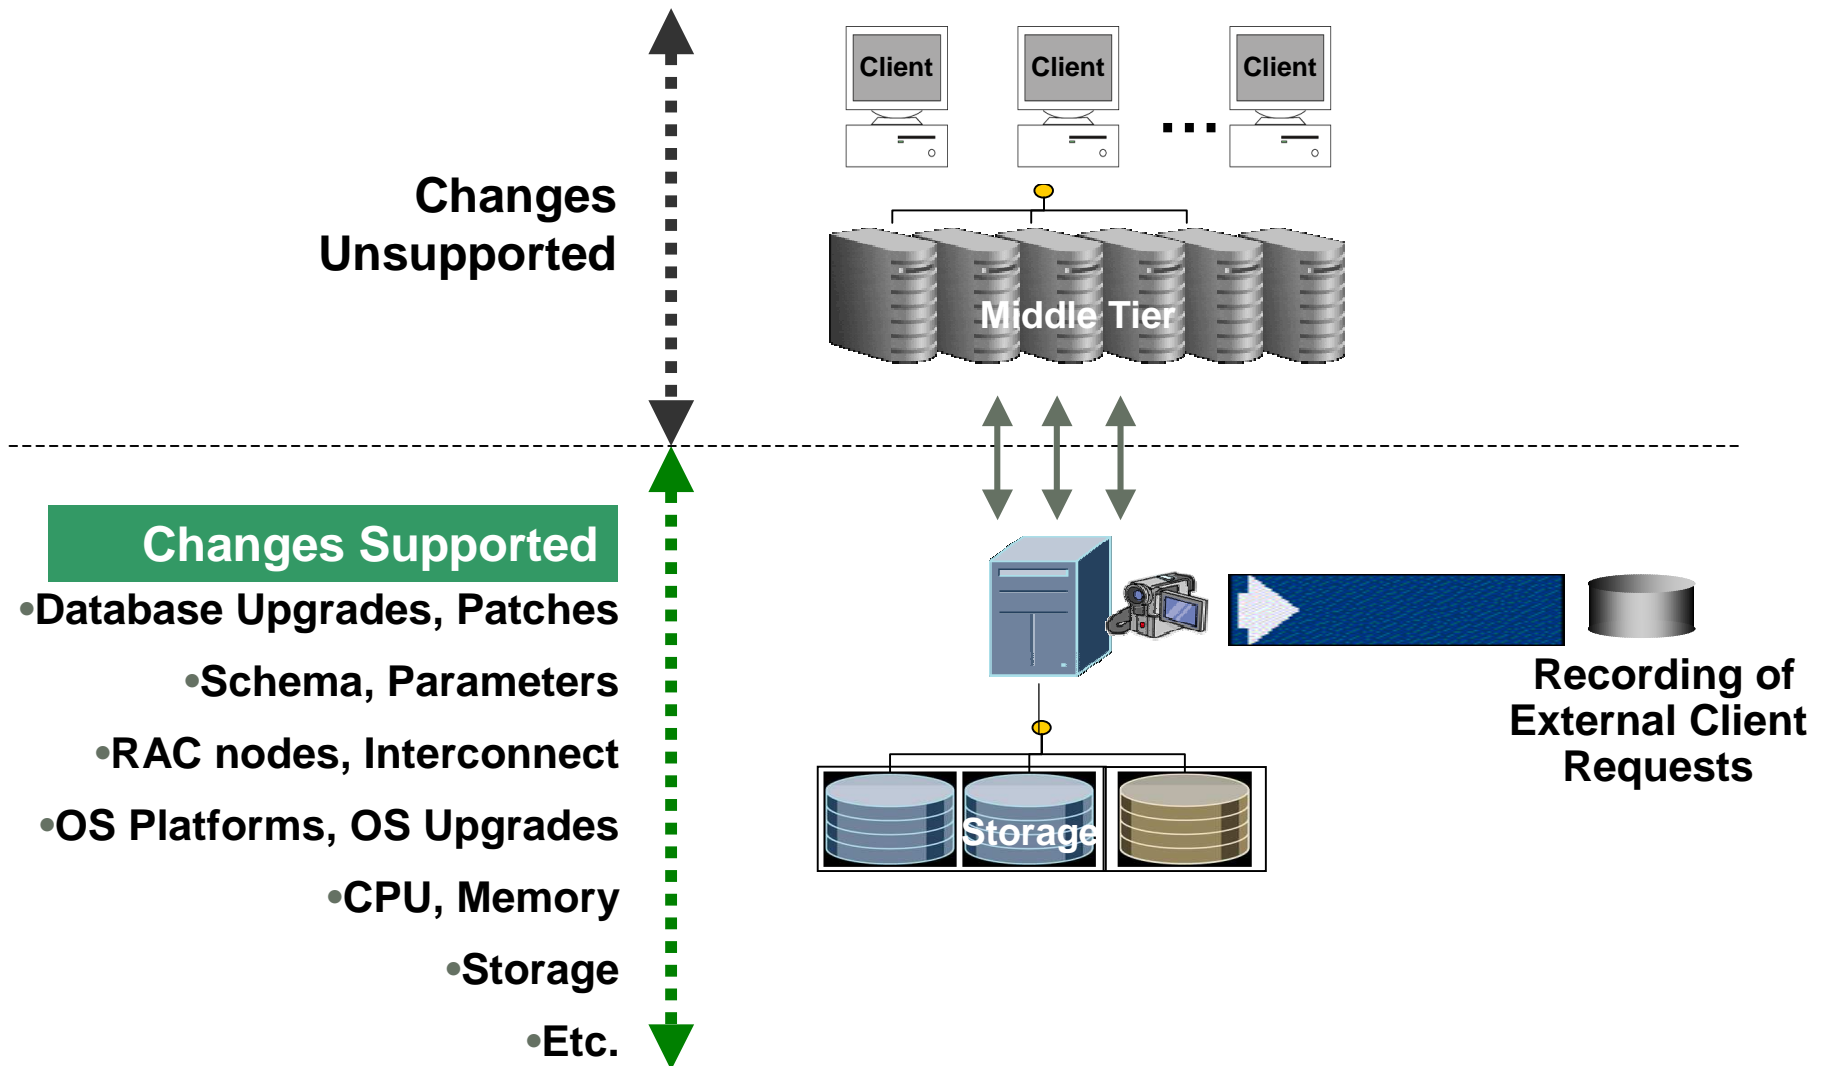 Client
Client
Client
...
Changes
Unsupported
Middle Tier
Changes Supported
•Database Upgrades, Patches
•Schema, Parameters
•RAC nodes, Interconnect
•OS Platforms, OS Upgrades
•CPU, Memory
•Storage
•Etc.
Recording of
External Client
Requests
Storage